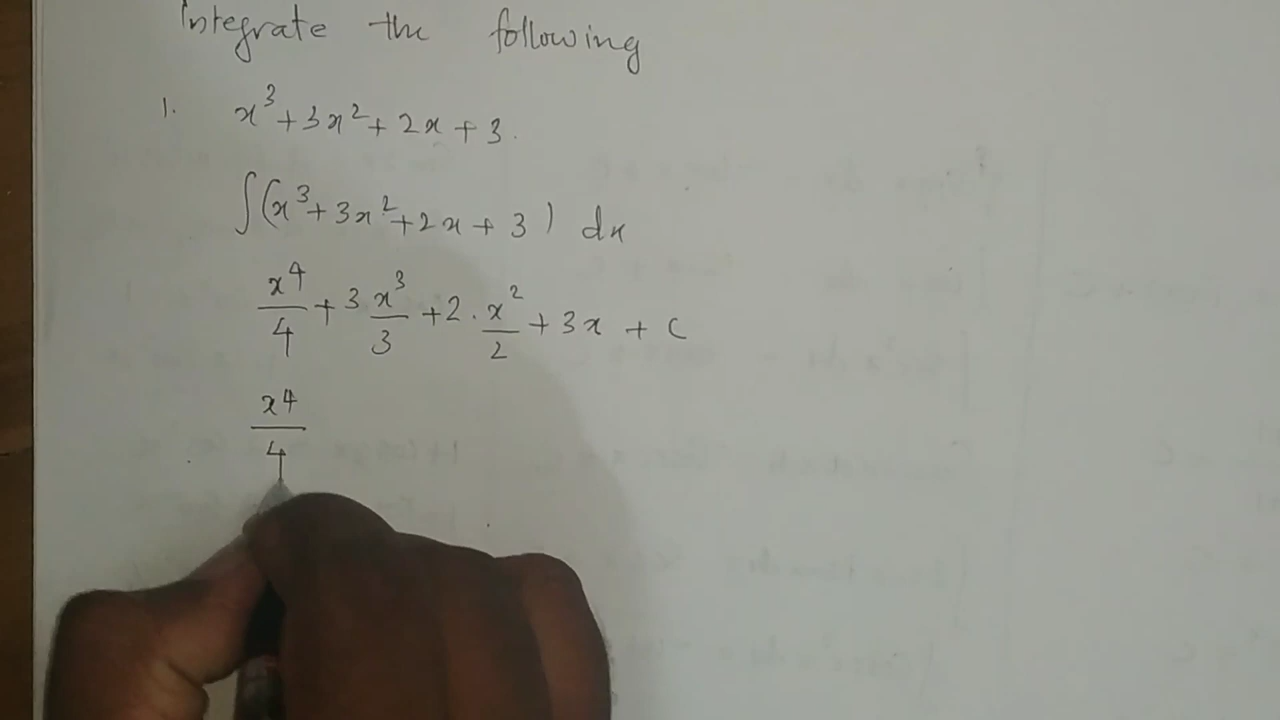 Integrate the following
1. x³ + 3x² + 2x + 3.
∫(x³ + 3x² + 2x + 3) dx
x⁴/4 + 3 x³/3 + 2 . x²/2 + 3x + c
x⁴/4